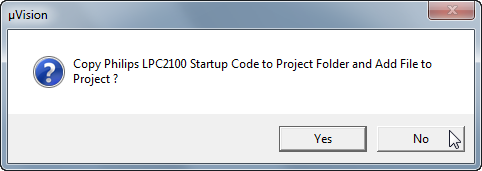 µVision
Copy Philips LPC2100 Startup Code to Project Folder and Add File to
Project ?
Yes
No